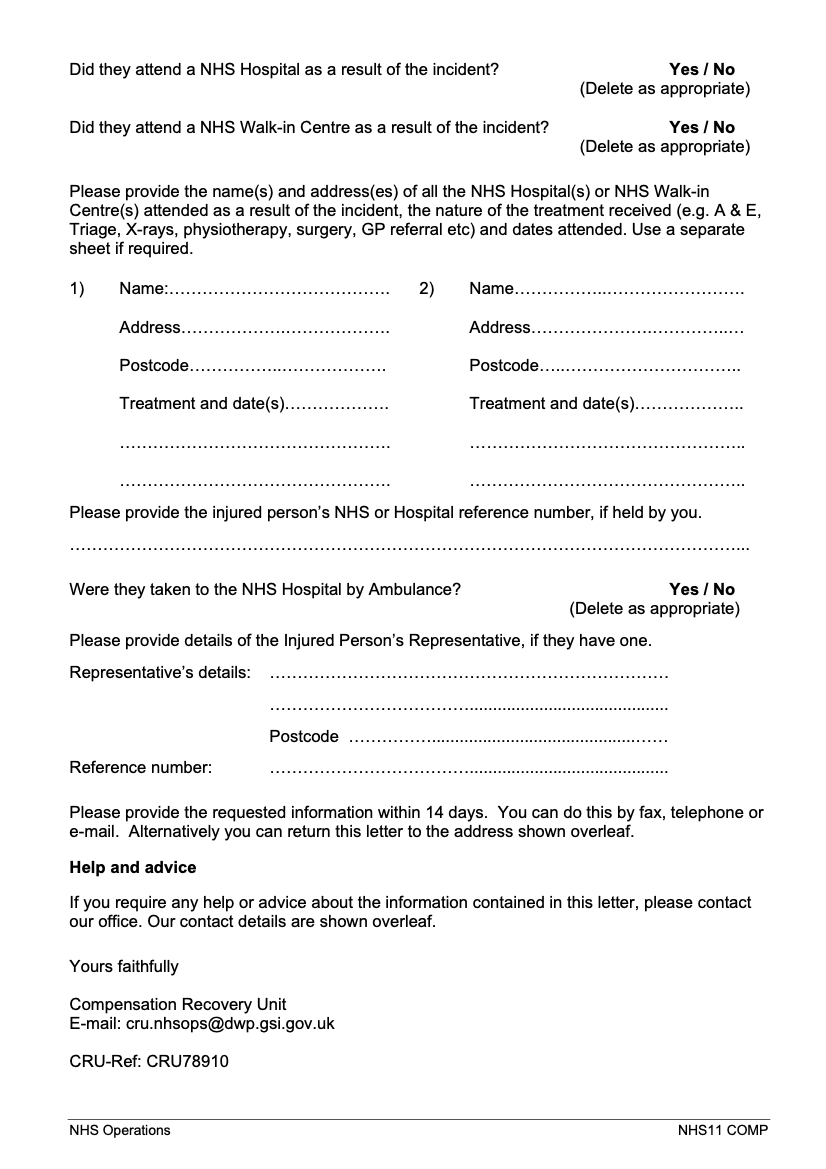 Did they attend a NHS Hospital as a result of the incident? Yes / No
(Delete as appropriate)
Did they attend a NHS Walk-in Centre as a result of the incident? Yes / No
(Delete as appropriate)
Please provide the name(s) and address(es) of all the NHS Hospital(s) or NHS Walk-in
Centre(s) attended as a result of the incident, the nature of the treatment received (e.g. A & E,
Triage, X-rays, physiotherapy, surgery, GP referral etc) and dates attended. Use a separate
sheet if required.
1) Name:…………………………………. 2) Name……………..…………………….
Address……………….………………. Address………………….…………..…
Postcode……………..………………. Postcode…..…………………………..
Treatment and date(s)………………. Treatment and date(s)………………..
…………………………………………. …………………………………………..
…………………………………………. …………………………………………..
Please provide the injured person's NHS or Hospital reference number, if held by you.
…………………………………………………………………………………………………………...
Were they taken to the NHS Hospital by Ambulance? Yes / No
(Delete as appropriate)
Please provide details of the Injured Person's Representative, if they have one.
Representative's details: ………………………………………………………………
………………………………...........................................
Postcode ……………............................................……
Reference number: ………………………………...........................................
Please provide the requested information within 14 days. You can do this by fax, telephone or
e-mail. Alternatively you can return this letter to the address shown overleaf.
Help and advice
If you require any help or advice about the information contained in this letter, please contact
our office. Our contact details are shown overleaf.
Yours faithfully
Compensation Recovery Unit
E-mail: cru.nhsops@dwp.gsi.gov.uk
CRU-Ref: CRU78910
NHS Operations NHS11 COMP